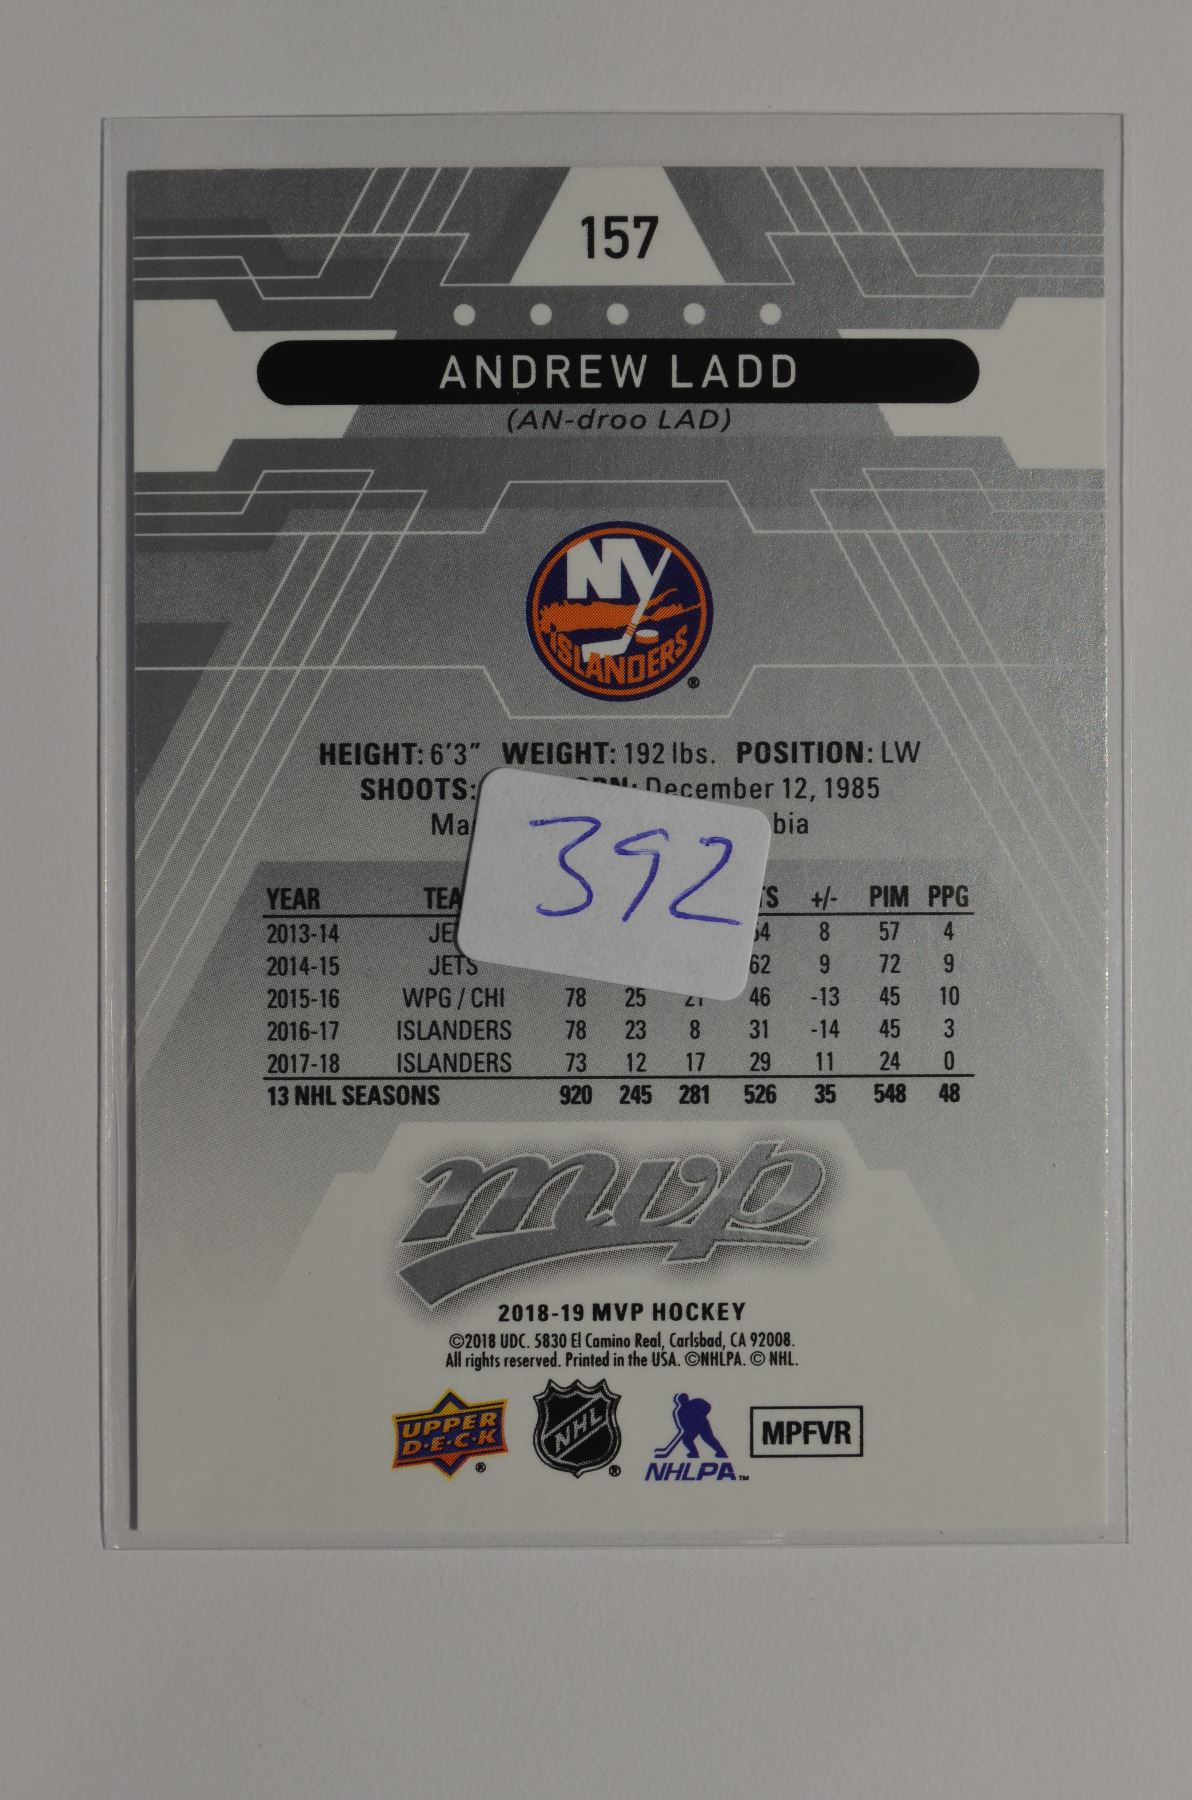 157
ANDREW LADD
(AN-droo LAD)
NY
ISLANDERS
®
HEIGHT: 6'3" WEIGHT: 192 lbs. POSITION: LW
SHOOTS: December 12, 1985
392
YEAR +/- PIM PPG
2013-14 8 57 4
2014-15 JETS 62 9 72 9
2015-16 WPG / CHI 78 25 21 46 -13 45 10
2016-17 ISLANDERS 78 23 8 31 -14 45 3
2017-18 ISLANDERS 73 12 17 29 11 24 0
13 NHL SEASONS 920 245 281 526 35 548 48
mvp
2018-19 MVP HOCKEY
©2018 UDC. 5830 El Camino Real, Carlsbad, CA 92008.
All rights reserved. Printed in the USA. ©NHLPA. © NHL.
UPPER DECK ® NHL ® NHLPA™ MPFVR